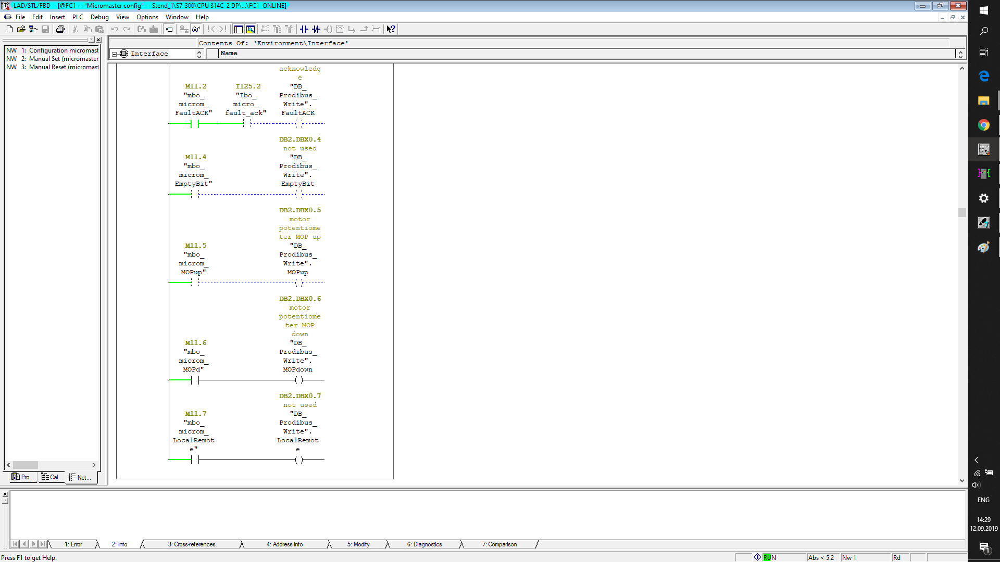 LAD/STL/FBD - [@FC1 -- "Micromaster config" -- Stend_1\S7-300\CPU 314C-2 DP\...\FC1 ONLINE]
File Edit Insert PLC Debug View Options Window Help
NW 1: Configuration micromast
NW 2: Manual Set (micromaster
NW 3: Manual Reset (micromast
Contents Of: 'Environment\Interface'
Interface
Name
acknowledg
e
M11.2 I125.2 "DB_
"mbo_ "Ibo_ Prodibus_
microm_ micro_ Write".
FaultACK" fault_ack" FaultACK
DB2.DBX0.4
not used
M11.4 "DB_
"mbo_ Prodibus_
microm_ Write".
EmptyBit" EmptyBit
DB2.DBX0.5
motor
potentiome
ter MOP up
M11.5 "DB_
"mbo_ Prodibus_
microm_ Write".
MOPup" MOPup
DB2.DBX0.6
motor
potentiome
ter MOP
down
M11.6 "DB_
"mbo_ Prodibus_
microm_ Write".
MOPd" MOPdown
DB2.DBX0.7
not used
M11.7 "DB_
"mbo_ Prodibus_
microm_ Write".
LocalRemot LocalRemot
e" e
Pro... Cal... Net...
1: Error 2: Info 3: Cross-references 4: Address info. 5: Modify 6: Diagnostics 7: Comparison
Press F1 to get Help.
RUN Abs < 5.2 Nw 1 Rd
ENG
14:29
12.09.2019
1